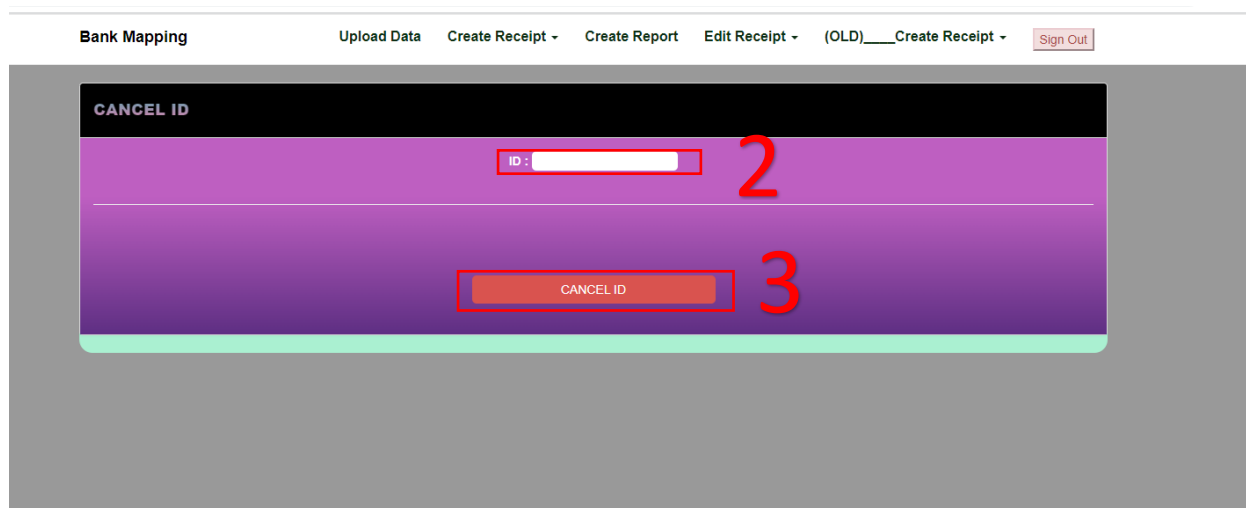 Bank Mapping Upload Data Create Receipt Create Report Edit Receipt (OLD)____Create Receipt Sign Out
CANCEL ID
ID :
2
CANCEL ID
3